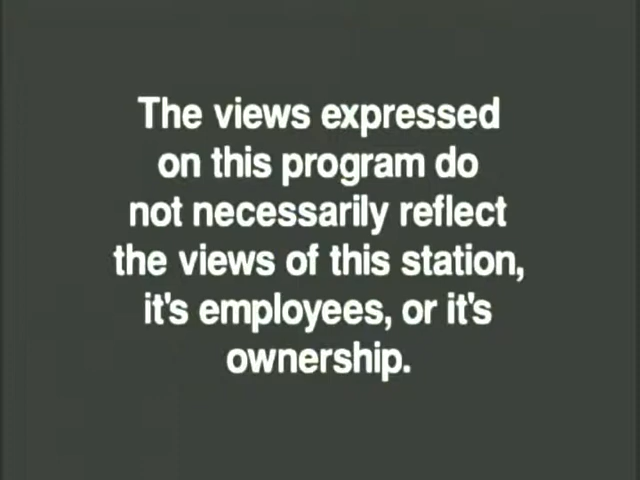 The views expressed
on this program do
not necessarily reflect
the views of this station,
it's employees, or it's
ownership.